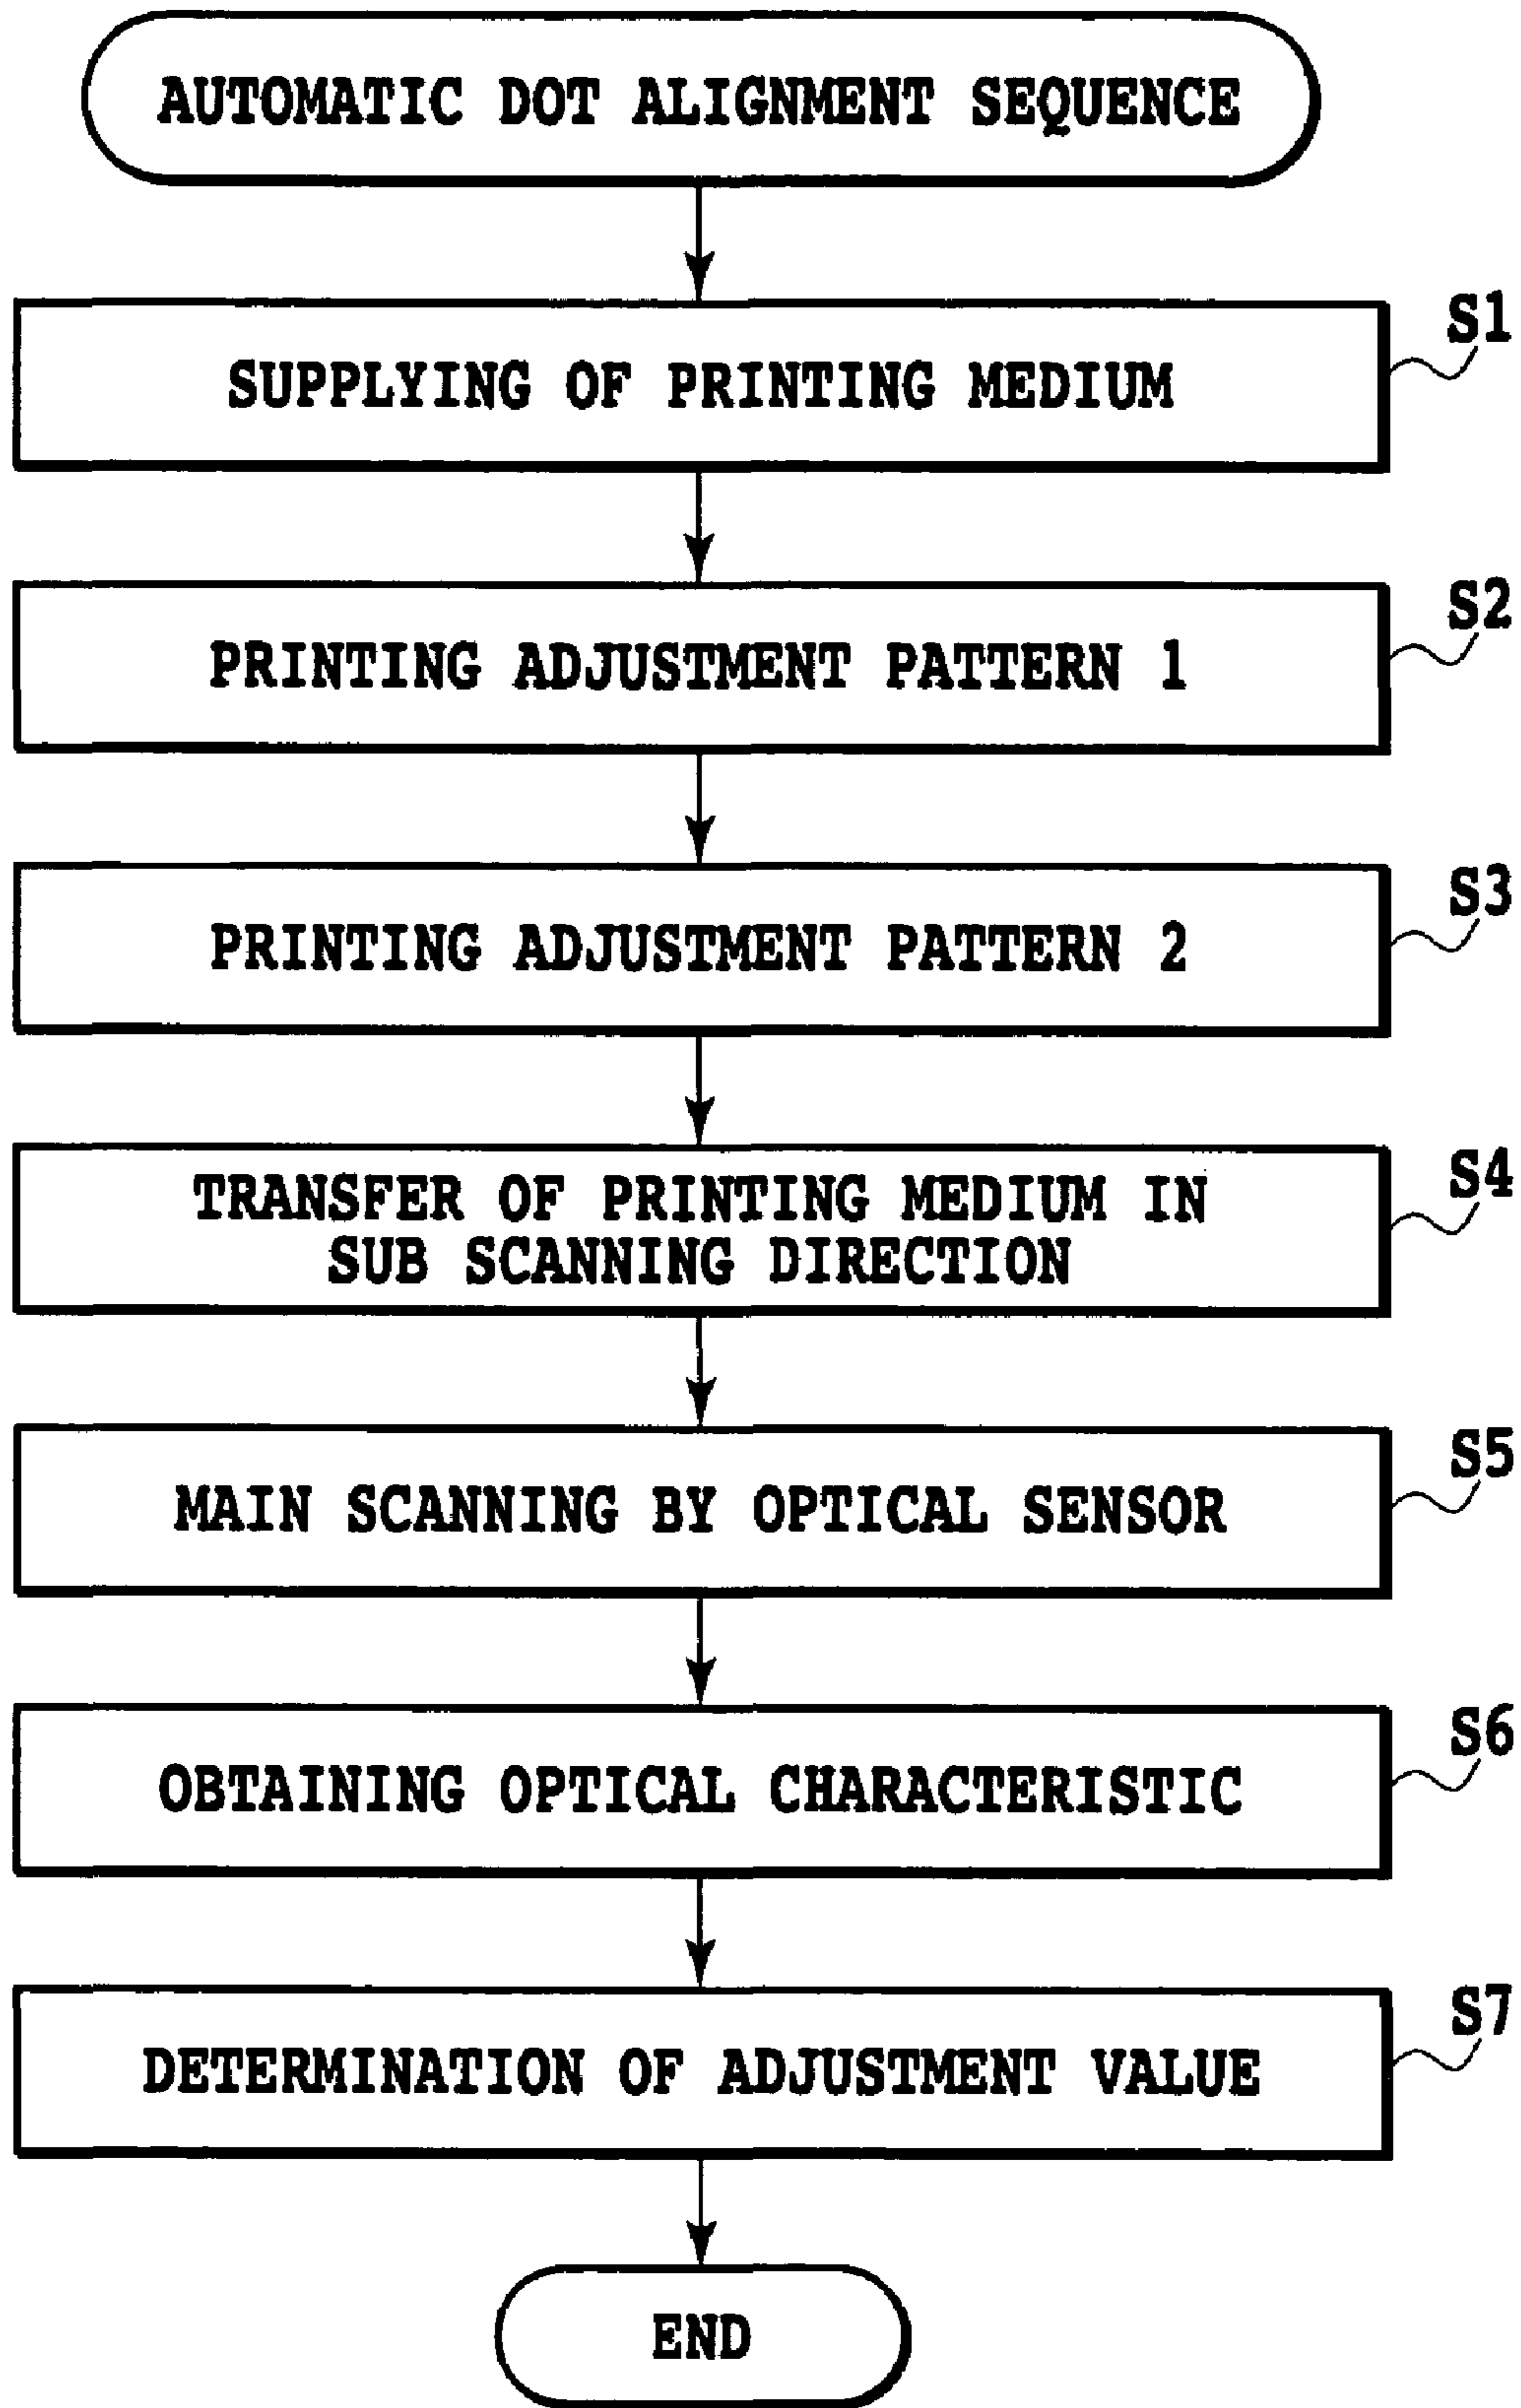 AUTOMATIC DOT ALIGNMENT SEQUENCE
S1
SUPPLYING OF PRINTING MEDIUM
S2
PRINTING ADJUSTMENT PATTERN 1
S3
PRINTING ADJUSTMENT PATTERN 2
S4
TRANSFER OF PRINTING MEDIUM IN
SUB SCANNING DIRECTION
S5
MAIN SCANNING BY OPTICAL SENSOR
S6
OBTAINING OPTICAL CHARACTERISTIC
S7
DETERMINATION OF ADJUSTMENT VALUE
END